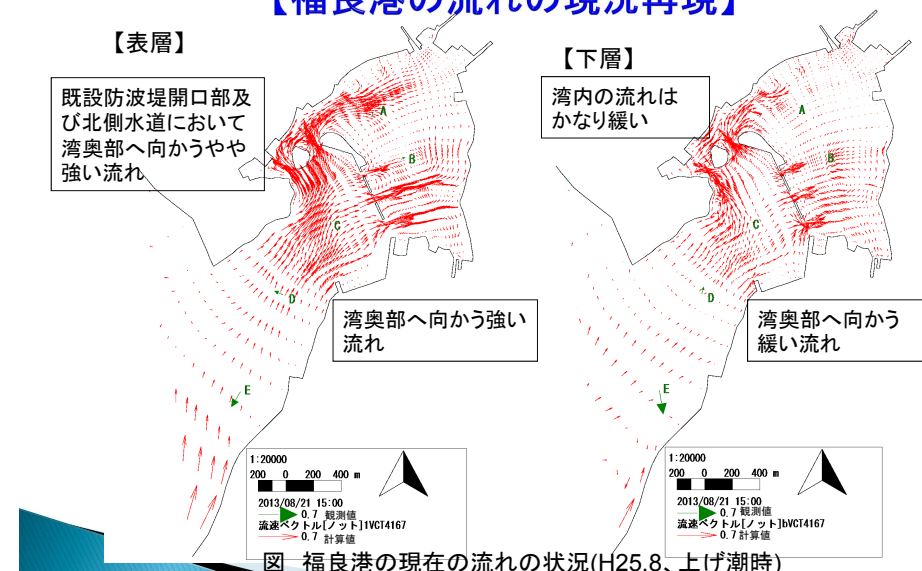 【福良港の流れの現況再現】
【表層】
既設防波堤開口部及
び北側水道において
湾奥部へ向かうやや
強い流れ
A
B
C
D
E
湾奥部へ向かう強い
流れ
1:20000
200 0 200 400 m
2013/08/21 15:00
0.7 観測値
流速ベクトル[ノット]1VCT4167
0.7 計算値
【下層】
湾内の流れは
かなり緩い
A
B
C
D
E
湾奥部へ向かう
緩い流れ
1:20000
200 0 200 400 m
2013/08/21 15:00
0.7 観測値
流速ベクトル[ノット]bVCT4167
0.7 計算値
図 福良港の現在の流れの状況(H25.8、上げ潮時)